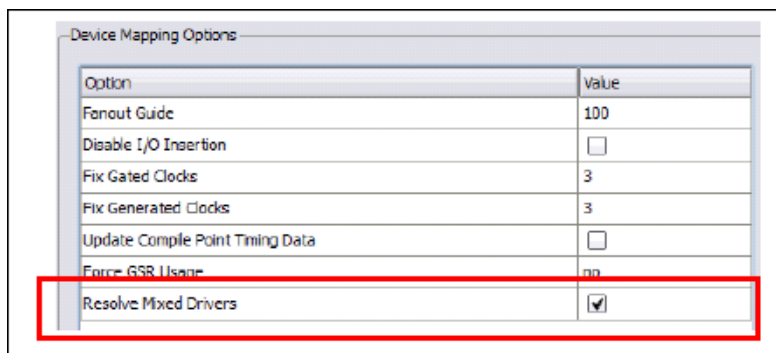 Device Mapping Options
Option Value
Fanout Guide 100
Disable I/O Insertion
Fix Gated Clocks 3
Fix Generated Clocks 3
Update Compile Point Timing Data
Force GSR Usage no
Resolve Mixed Drivers